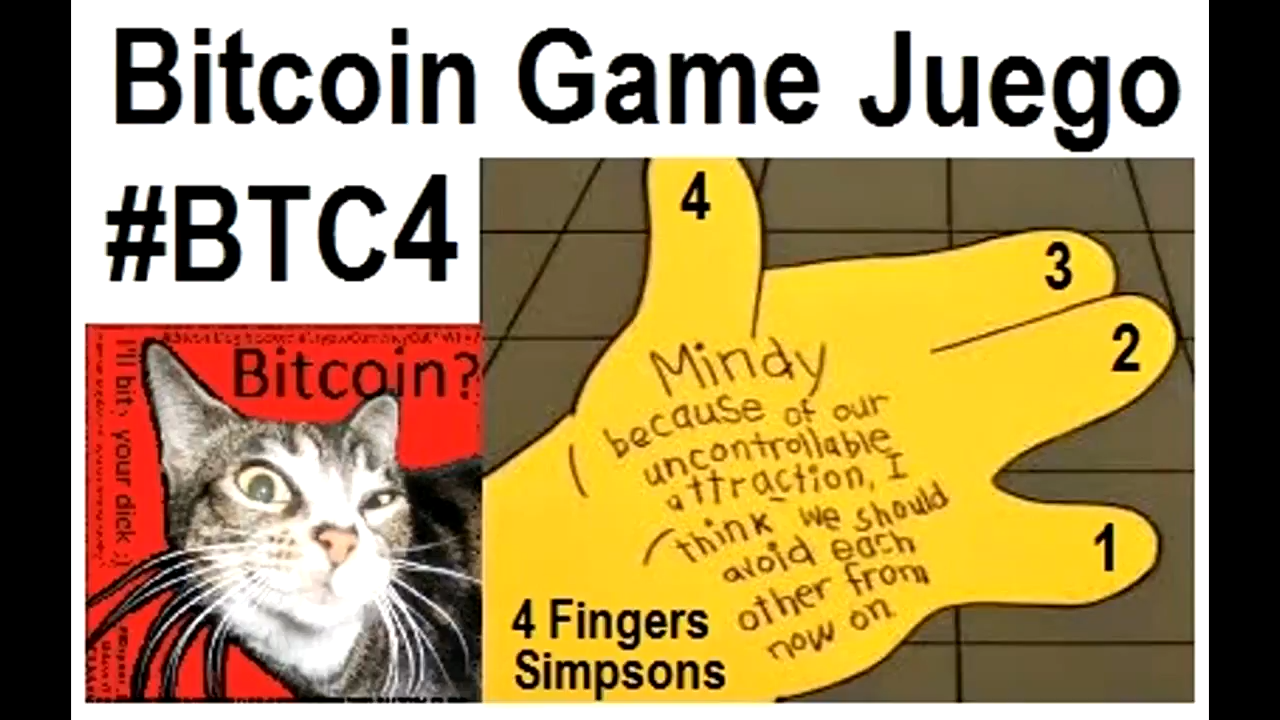 Bitcoin Game Juego
#BTC4
Bitcoin?
I'll bit, your dick :)
4
3
2
1
Mindy
because of our
uncontrollable
attraction, I
think we should
avoid each
other from
now on
4 Fingers
Simpsons